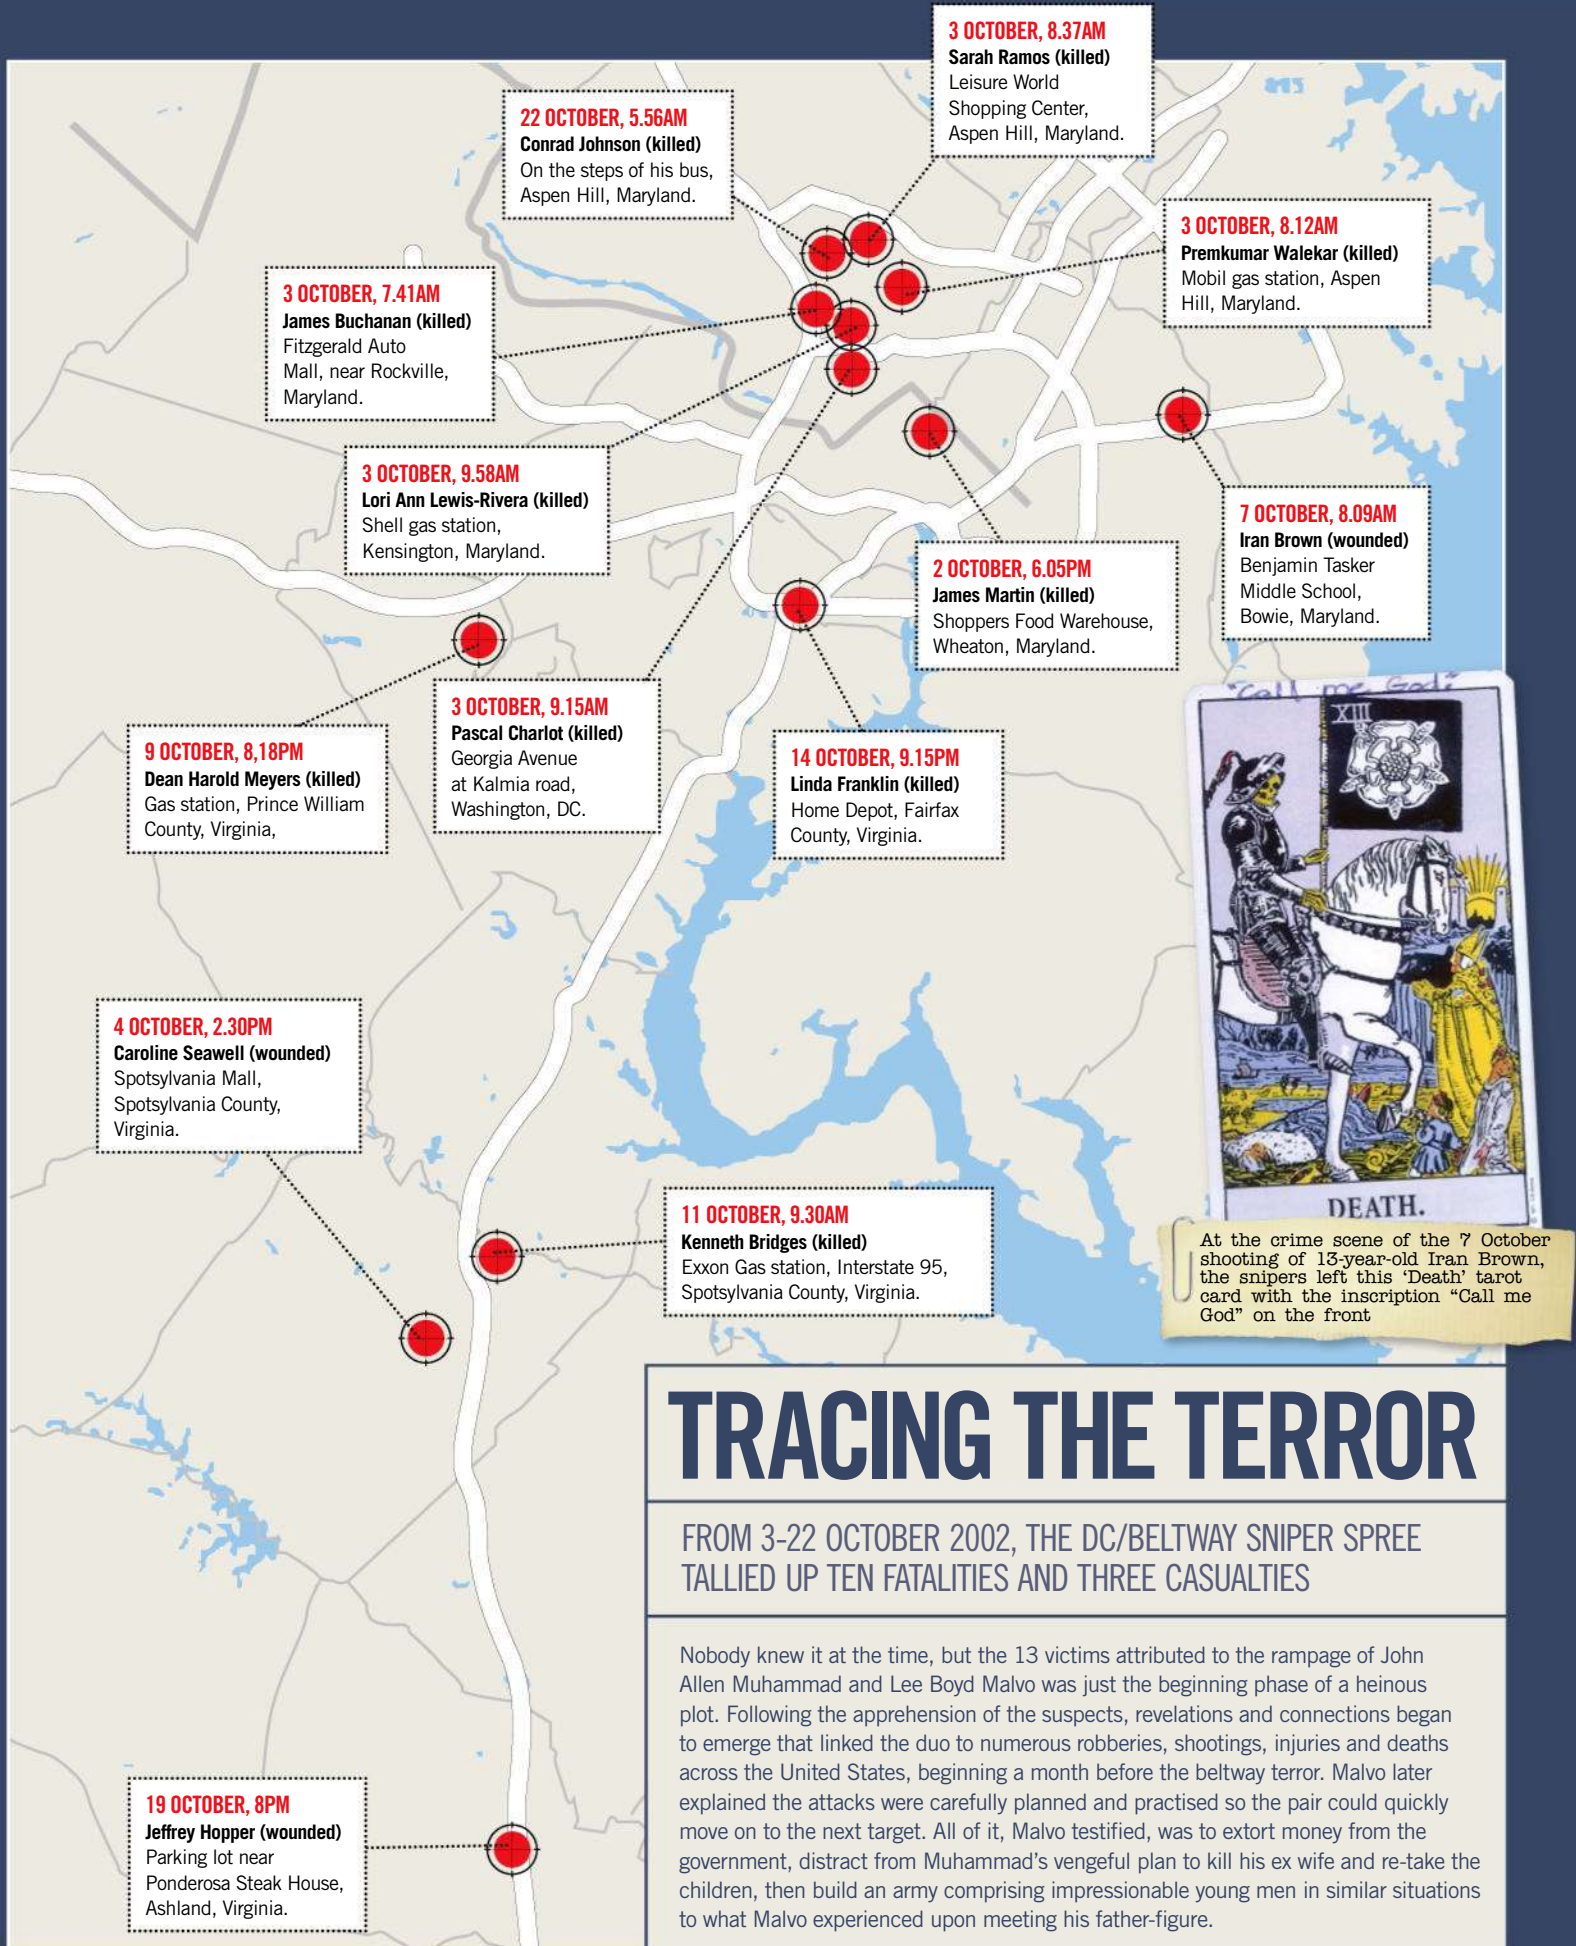 3 OCTOBER, 8.37AM
Sarah Ramos (killed)
Leisure World
Shopping Center,
Aspen Hill, Maryland.
22 OCTOBER, 5.56AM
Conrad Johnson (killed)
On the steps of his bus,
Aspen Hill, Maryland.
3 OCTOBER, 8.12AM
Premkumar Walekar (killed)
Mobil gas station, Aspen
Hill, Maryland.
3 OCTOBER, 7.41AM
James Buchanan (killed)
Fitzgerald Auto
Mall, near Rockville,
Maryland.
3 OCTOBER, 9.58AM
Lori Ann Lewis-Rivera (killed)
Shell gas station,
Kensington, Maryland.
7 OCTOBER, 8.09AM
Iran Brown (wounded)
Benjamin Tasker
Middle School,
Bowie, Maryland.
2 OCTOBER, 6.05PM
James Martin (killed)
Shoppers Food Warehouse,
Wheaton, Maryland.
3 OCTOBER, 9.15AM
Pascal Charlot (killed)
Georgia Avenue
at Kalmia road,
Washington, DC.
9 OCTOBER, 8,18PM
Dean Harold Meyers (killed)
Gas station, Prince William
County, Virginia,
14 OCTOBER, 9.15PM
Linda Franklin (killed)
Home Depot, Fairfax
County, Virginia.
"Call me God."
XIII
DEATH.
At the crime scene of the 7 October
shooting of 13-year-old Iran Brown,
the snipers left this ‘Death’ tarot
card with the inscription “Call me
God” on the front
4 OCTOBER, 2.30PM
Caroline Seawell (wounded)
Spotsylvania Mall,
Spotsylvania County,
Virginia.
11 OCTOBER, 9.30AM
Kenneth Bridges (killed)
Exxon Gas station, Interstate 95,
Spotsylvania County, Virginia.
19 OCTOBER, 8PM
Jeffrey Hopper (wounded)
Parking lot near
Ponderosa Steak House,
Ashland, Virginia.
TRACING THE TERROR
FROM 3-22 OCTOBER 2002, THE DC/BELTWAY SNIPER SPREE
TALLIED UP TEN FATALITIES AND THREE CASUALTIES
Nobody knew it at the time, but the 13 victims attributed to the rampage of John
Allen Muhammad and Lee Boyd Malvo was just the beginning phase of a heinous
plot. Following the apprehension of the suspects, revelations and connections began
to emerge that linked the duo to numerous robberies, shootings, injuries and deaths
across the United States, beginning a month before the beltway terror. Malvo later
explained the attacks were carefully planned and practised so the pair could quickly
move on to the next target. All of it, Malvo testified, was to extort money from the
government, distract from Muhammad’s vengeful plan to kill his ex wife and re-take the
children, then build an army comprising impressionable young men in similar situations
to what Malvo experienced upon meeting his father-figure.